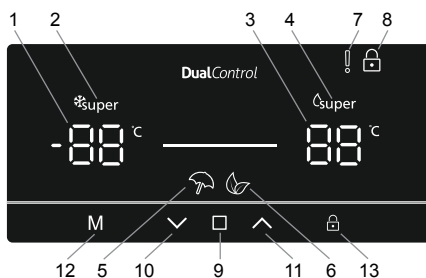 1 2 3 4 7 8
DualControl
super super
-88 °C 88 °C
M
12 5 10 9 11 6 13